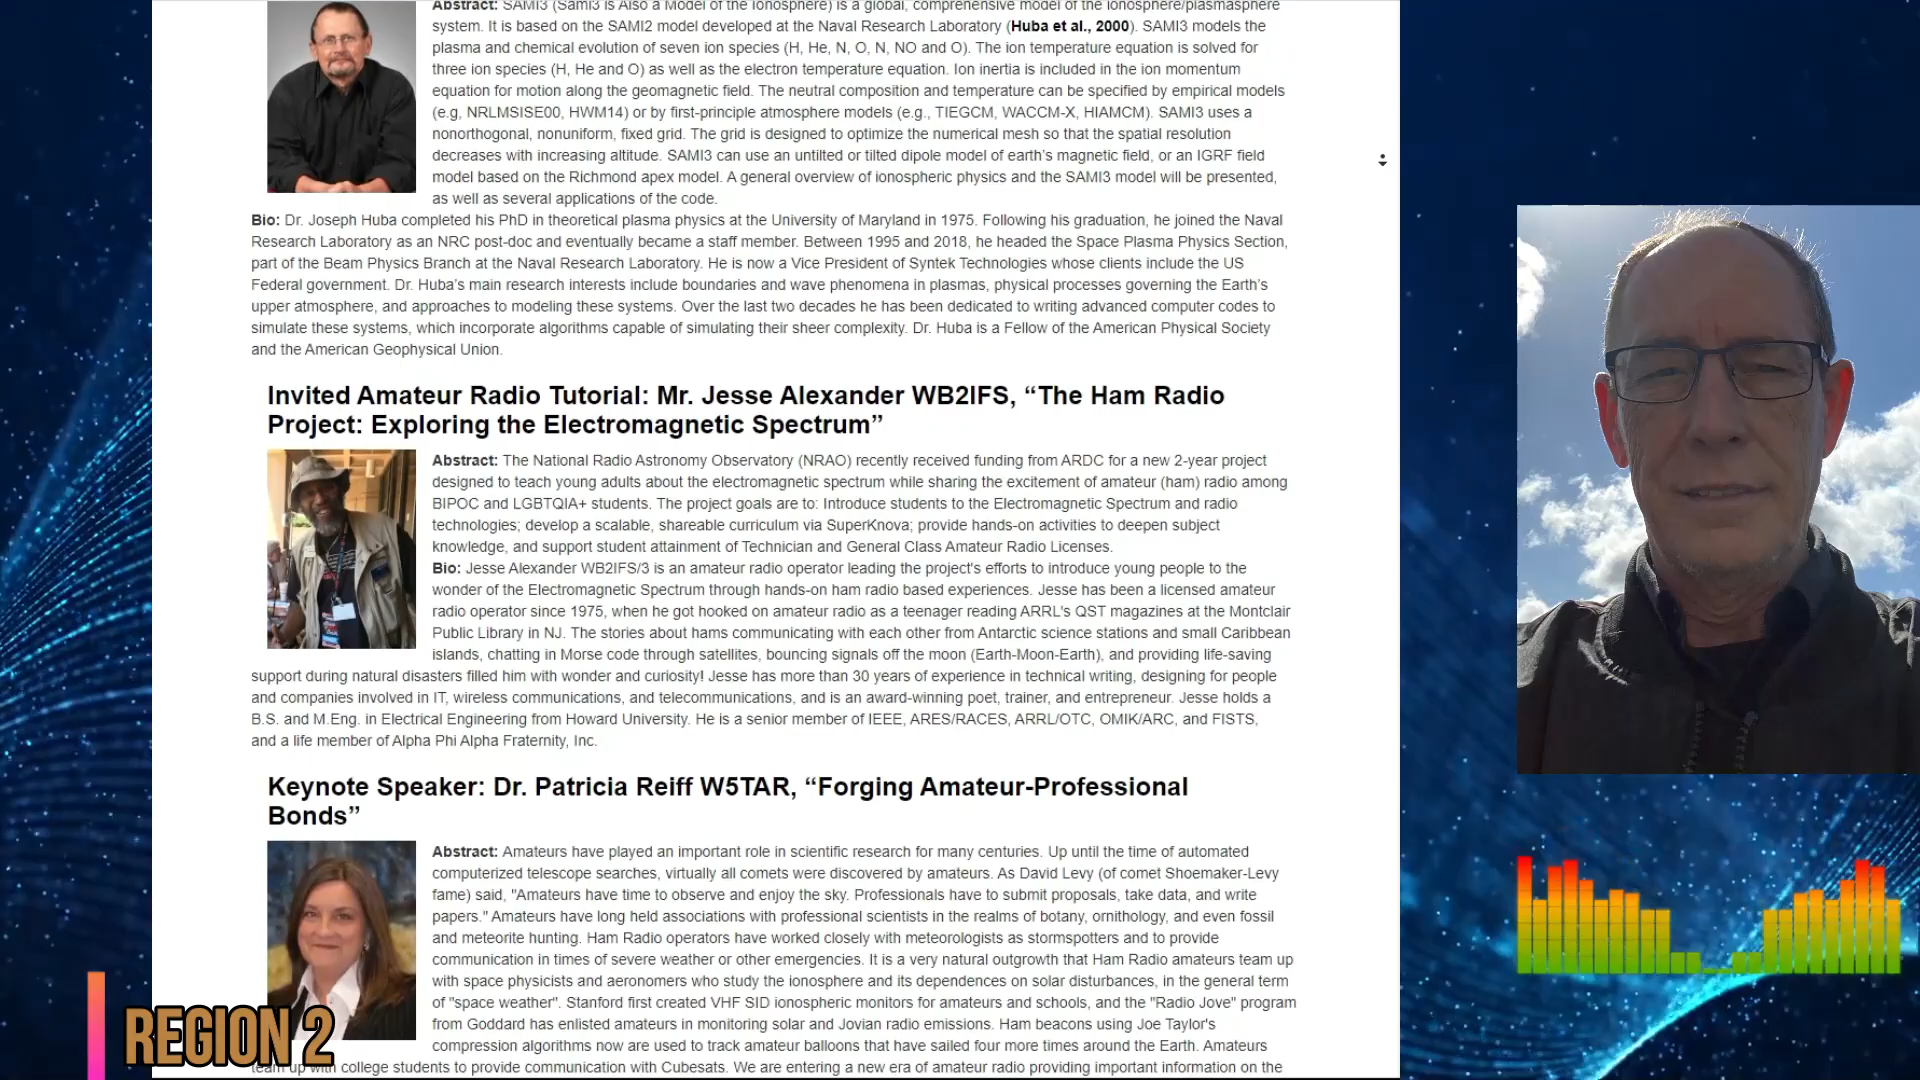 Abstract: SAMI3 (Sami3 is Also a Model of the Ionosphere) is a global, comprehensive model of the ionosphere/plasmasphere
system. It is based on the SAMI2 model developed at the Naval Research Laboratory (Huba et al., 2000). SAMI3 models the
plasma and chemical evolution of seven ion species (H, He, N, O, N, NO and O). The ion temperature equation is solved for
three ion species (H, He and O) as well as the electron temperature equation. Ion inertia is included in the ion momentum
equation for motion along the geomagnetic field. The neutral composition and temperature can be specified by empirical models
(e.g, NRLMSISE00, HWM14) or by first-principle atmosphere models (e.g., TIEGCM, WACCM-X, HIAMCM). SAMI3 uses a
nonorthogonal, nonuniform, fixed grid. The grid is designed to optimize the numerical mesh so that the spatial resolution
decreases with increasing altitude. SAMI3 can use an untilted or tilted dipole model of earth's magnetic field, or an IGRF field
model based on the Richmond apex model. A general overview of ionospheric physics and the SAMI3 model will be presented,
as well as several applications of the code.
Bio: Dr. Joseph Huba completed his PhD in theoretical plasma physics at the University of Maryland in 1975. Following his graduation, he joined the Naval
Research Laboratory as an NRC post-doc and eventually became a staff member. Between 1995 and 2018, he headed the Space Plasma Physics Section,
part of the Beam Physics Branch at the Naval Research Laboratory. He is now a Vice President of Syntek Technologies whose clients include the US
Federal government. Dr. Huba's main research interests include boundaries and wave phenomena in plasmas, physical processes governing the Earth's
upper atmosphere, and approaches to modeling these systems. Over the last two decades he has been dedicated to writing advanced computer codes to
simulate these systems, which incorporate algorithms capable of simulating their sheer complexity. Dr. Huba is a Fellow of the American Physical Society
and the American Geophysical Union.
Invited Amateur Radio Tutorial: Mr. Jesse Alexander WB2IFS, “The Ham Radio
Project: Exploring the Electromagnetic Spectrum”
Abstract: The National Radio Astronomy Observatory (NRAO) recently received funding from ARDC for a new 2-year project
designed to teach young adults about the electromagnetic spectrum while sharing the excitement of amateur (ham) radio among
BIPOC and LGBTQIA+ students. The project goals are to: Introduce students to the Electromagnetic Spectrum and radio
technologies; develop a scalable, shareable curriculum via SuperKnova; provide hands-on activities to deepen subject
knowledge, and support student attainment of Technician and General Class Amateur Radio Licenses.
Bio: Jesse Alexander WB2IFS/3 is an amateur radio operator leading the project's efforts to introduce young people to the
wonder of the Electromagnetic Spectrum through hands-on ham radio based experiences. Jesse has been a licensed amateur
radio operator since 1975, when he got hooked on amateur radio as a teenager reading ARRL's QST magazines at the Montclair
Public Library in NJ. The stories about hams communicating with each other from Antarctic science stations and small Caribbean
islands, chatting in Morse code through satellites, bouncing signals off the moon (Earth-Moon-Earth), and providing life-saving
support during natural disasters filled him with wonder and curiosity! Jesse has more than 30 years of experience in technical writing, designing for people
and companies involved in IT, wireless communications, and telecommunications, and is an award-winning poet, trainer, and entrepreneur. Jesse holds a
B.S. and M.Eng. in Electrical Engineering from Howard University. He is a senior member of IEEE, ARES/RACES, ARRL/OTC, OMIK/ARC, and FISTS,
and a life member of Alpha Phi Alpha Fraternity, Inc.
Keynote Speaker: Dr. Patricia Reiff W5TAR, “Forging Amateur-Professional
Bonds”
Abstract: Amateurs have played an important role in scientific research for many centuries. Up until the time of automated
computerized telescope searches, virtually all comets were discovered by amateurs. As David Levy (of comet Shoemaker-Levy
fame) said, "Amateurs have time to observe and enjoy the sky. Professionals have to submit proposals, take data, and write
papers." Amateurs have long held associations with professional scientists in the realms of botany, ornithology, and even fossil
and meteorite hunting. Ham Radio operators have worked closely with meteorologists as stormspotters and to provide
communication in times of severe weather or other emergencies. It is a very natural outgrowth that Ham Radio amateurs team up
with space physicists and aeronomers who study the ionosphere and its dependences on solar disturbances, in the general term
of "space weather". Stanford first created VHF SID ionospheric monitors for amateurs and schools, and the "Radio Jove" program
from Goddard has enlisted amateurs in monitoring solar and Jovian radio emissions. Ham beacons using Joe Taylor's
compression algorithms now are used to track amateur balloons that have sailed four more times around the Earth. Amateurs
team up with college students to provide communication with Cubesats. We are entering a new era of amateur radio providing important information on the
REGION 2